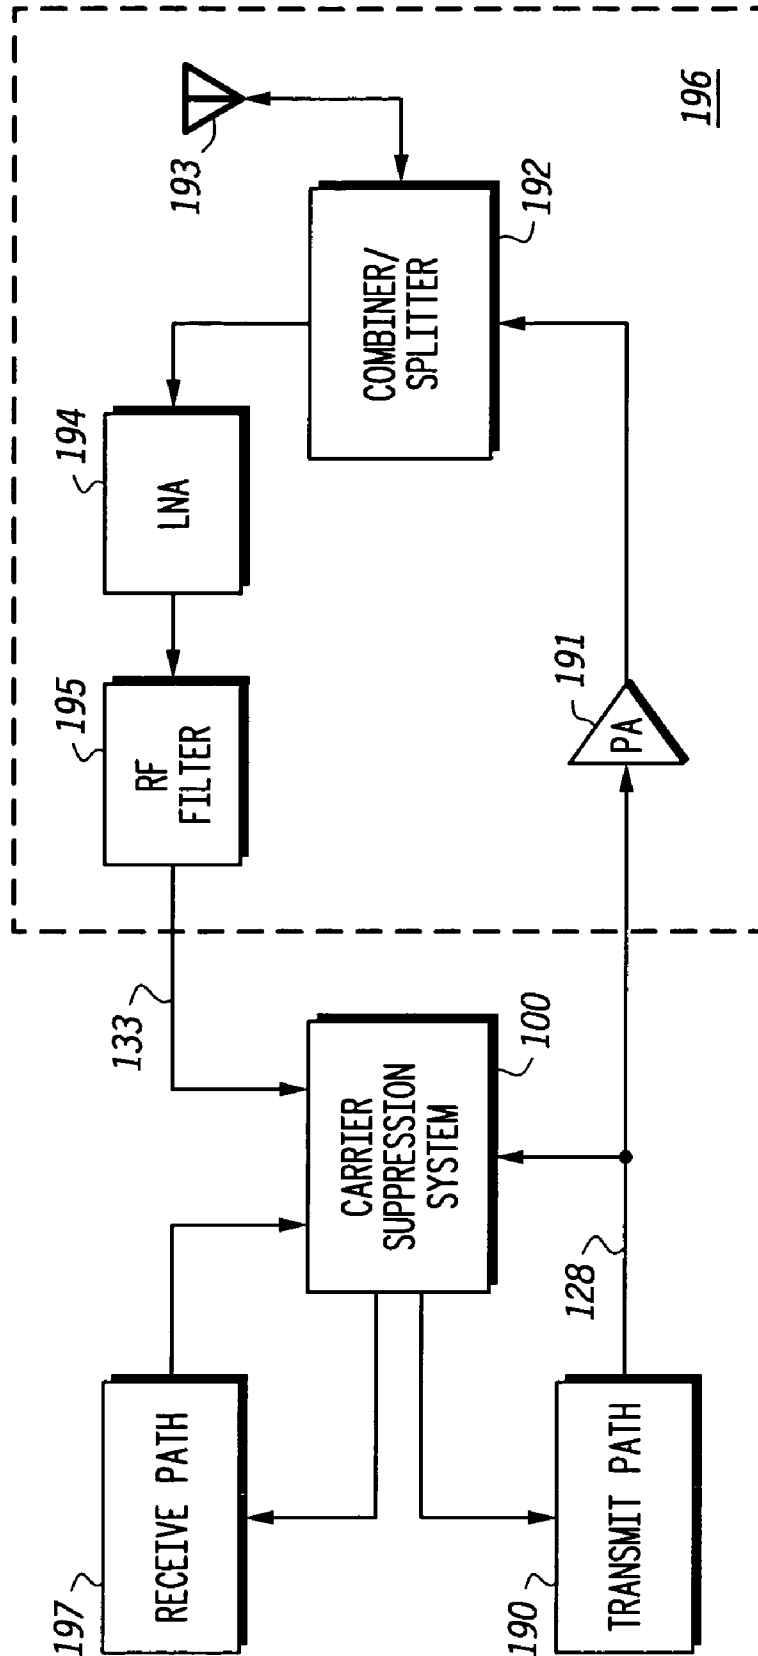 197
RECEIVE PATH
133
195
RF
FILTER
194
LNA
193
CARRIER
SUPPRESSION
SYSTEM
100
COMBINER/
SPLITTER
192
190
TRANSMIT PATH
128
191
PA
196